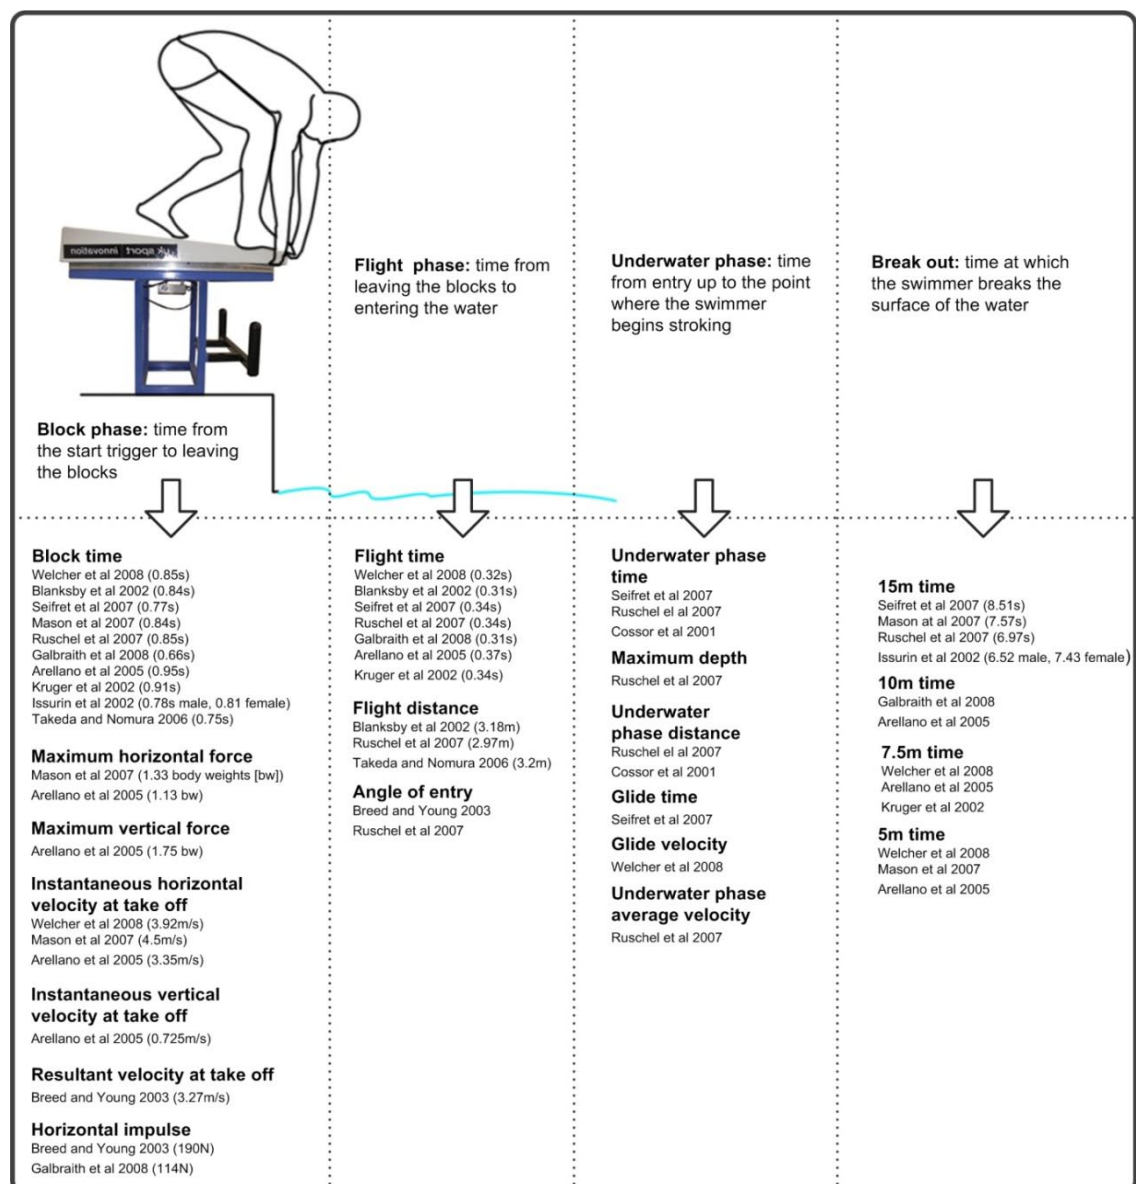 uk sport innovation
Flight phase: time from
leaving the blocks to
entering the water
Underwater phase: time
from entry up to the point
where the swimmer
begins stroking
Break out: time at which
the swimmer breaks the
surface of the water
Block phase: time from
the start trigger to leaving
the blocks
Block time
Welcher et al 2008 (0.85s)
Blanksby et al 2002 (0.84s)
Seifret et al 2007 (0.77s)
Mason et al 2007 (0.84s)
Ruschel et al 2007 (0.85s)
Galbraith et al 2008 (0.66s)
Arellano et al 2005 (0.95s)
Kruger et al 2002 (0.91s)
Issurin et al 2002 (0.78s male, 0.81 female)
Takeda and Nomura 2006 (0.75s)
Maximum horizontal force
Mason et al 2007 (1.33 body weights [bw])
Arellano et al 2005 (1.13 bw)
Maximum vertical force
Arellano et al 2005 (1.75 bw)
Instantaneous horizontal
velocity at take off
Welcher et al 2008 (3.92m/s)
Mason et al 2007 (4.5m/s)
Arellano et al 2005 (3.35m/s)
Instantaneous vertical
velocity at take off
Arellano et al 2005 (0.725m/s)
Resultant velocity at take off
Breed and Young 2003 (3.27m/s)
Horizontal impulse
Breed and Young 2003 (190N)
Galbraith et al 2008 (114N)
Flight time
Welcher et al 2008 (0.32s)
Blanksby et al 2002 (0.31s)
Seifret et al 2007 (0.34s)
Ruschel et al 2007 (0.34s)
Galbraith et al 2008 (0.31s)
Arellano et al 2005 (0.37s)
Kruger et al 2002 (0.34s)
Flight distance
Blanksby et al 2002 (3.18m)
Ruschel et al 2007 (2.97m)
Takeda and Nomura 2006 (3.2m)
Angle of entry
Breed and Young 2003
Ruschel et al 2007
Underwater phase
time
Seifret et al 2007
Ruschel et al 2007
Cossor et al 2001
Maximum depth
Ruschel et al 2007
Underwater
phase distance
Ruschel et al 2007
Cossor et al 2001
Glide time
Seifret et al 2007
Glide velocity
Welcher et al 2008
Underwater phase
average velocity
Ruschel et al 2007
15m time
Seifret et al 2007 (8.51s)
Mason at al 2007 (7.57s)
Ruschel et al 2007 (6.97s)
Issurin et al 2002 (6.52 male, 7.43 female)
10m time
Galbraith et al 2008
Arellano et al 2005
7.5m time
Welcher et al 2008
Arellano et al 2005
Kruger et al 2002
5m time
Welcher et al 2008
Mason et al 2007
Arellano et al 2005